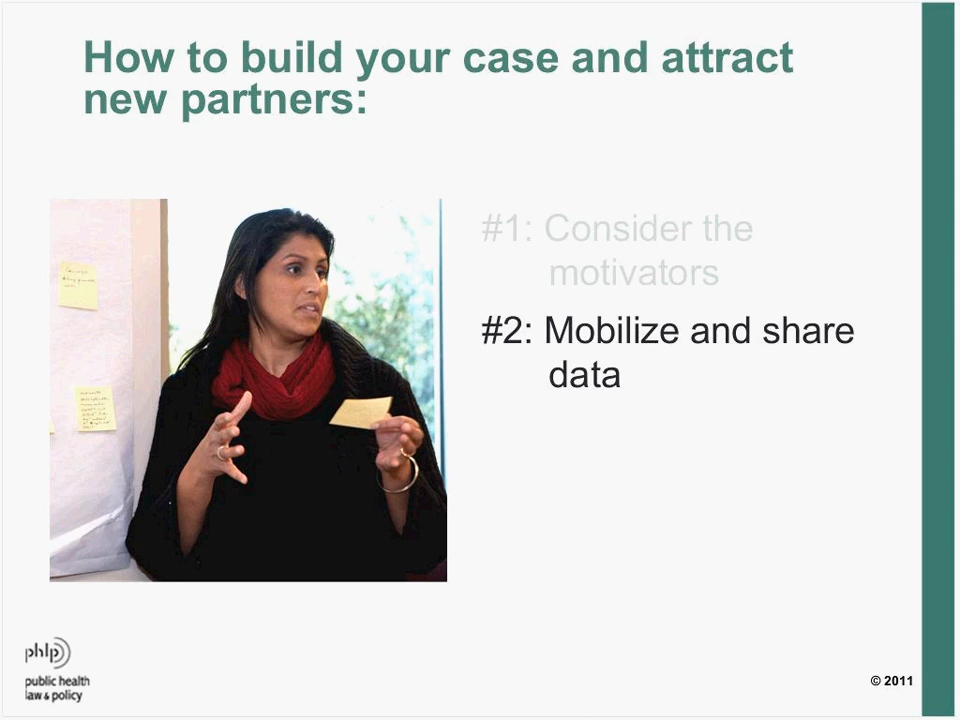 How to build your case and attract
new partners:
#1: Consider the
motivators
#2: Mobilize and share
data
phlp
public health
law & policy
© 2011